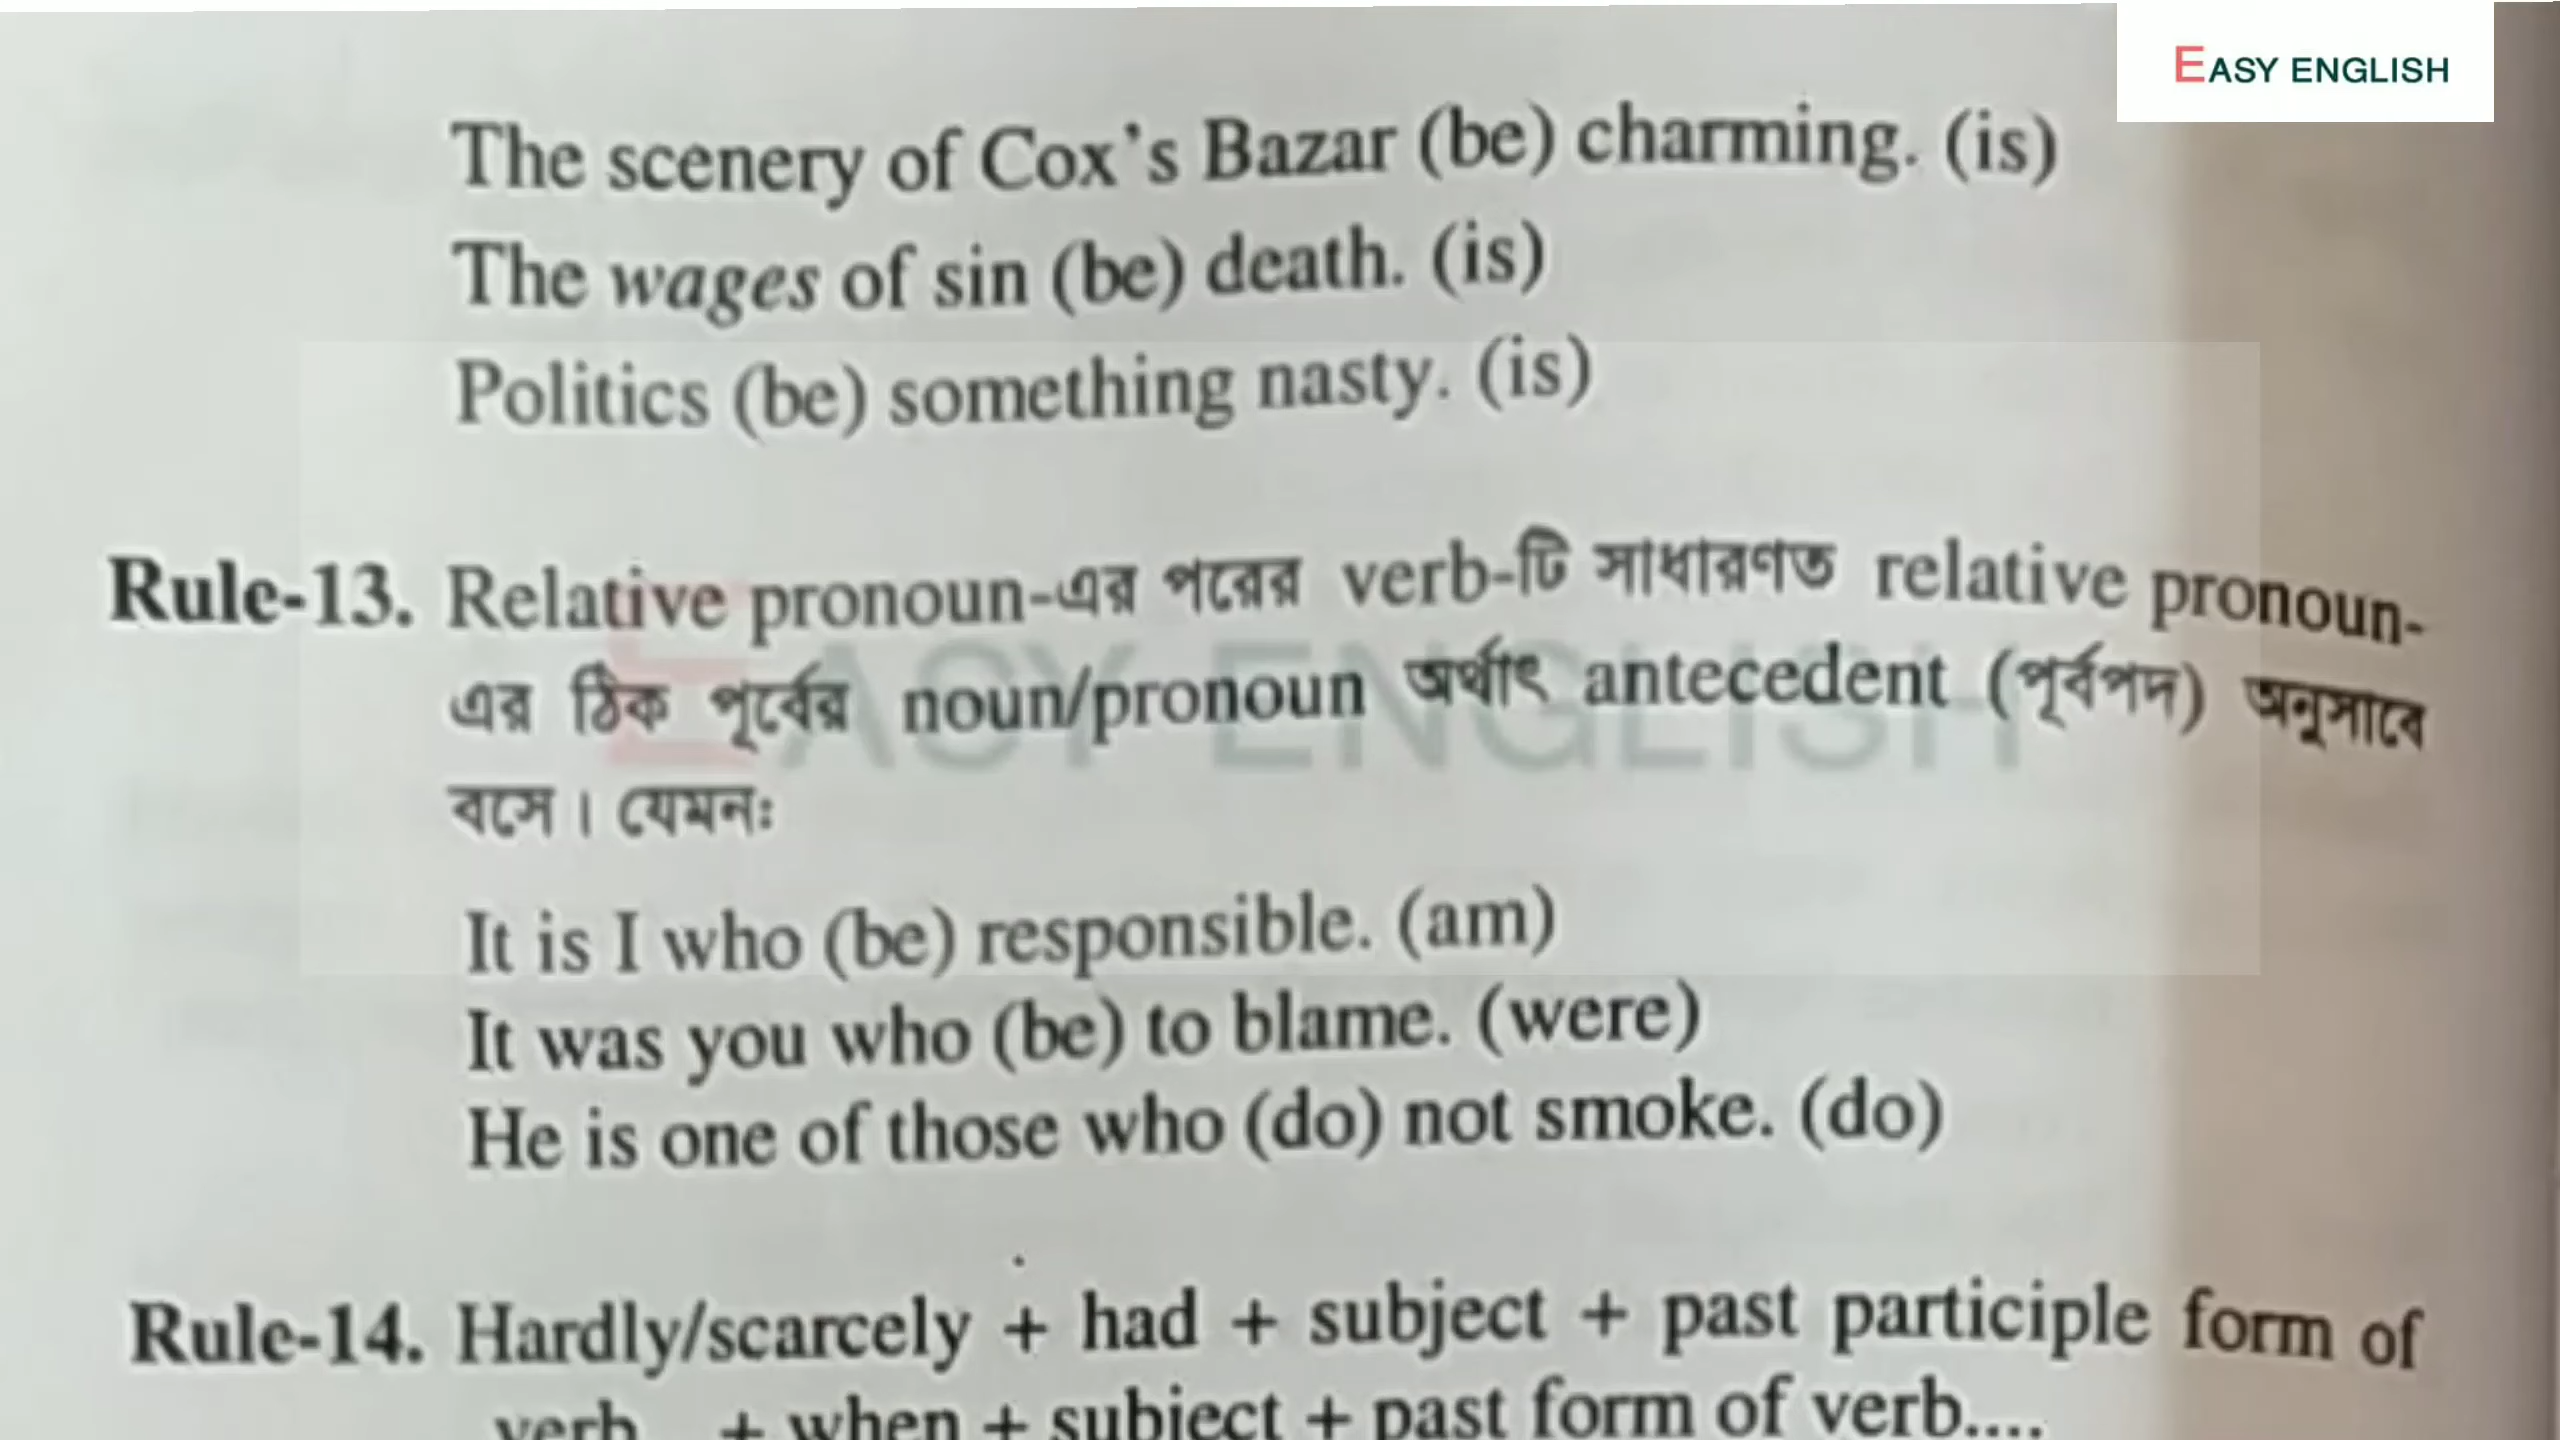 EASY ENGLISH
The scenery of Cox's Bazar (be) charming. (is)
The wages of sin (be) death. (is)
Politics (be) something nasty. (is)
Rule-13. Relative pronoun-এর পরের verb-টি সাধারণত relative pronoun-
এর ঠিক পূর্বের noun/pronoun অর্থাৎ antecedent (পূর্বপদ) অনুসারে
বসে। যেমনঃ
EASY ENGLISH
It is I who (be) responsible. (am)
It was you who (be) to blame. (were)
He is one of those who (do) not smoke. (do)
Rule-14. Hardly/scarcely + had + subject + past participle form of
verb + when + subject + past form of verb....